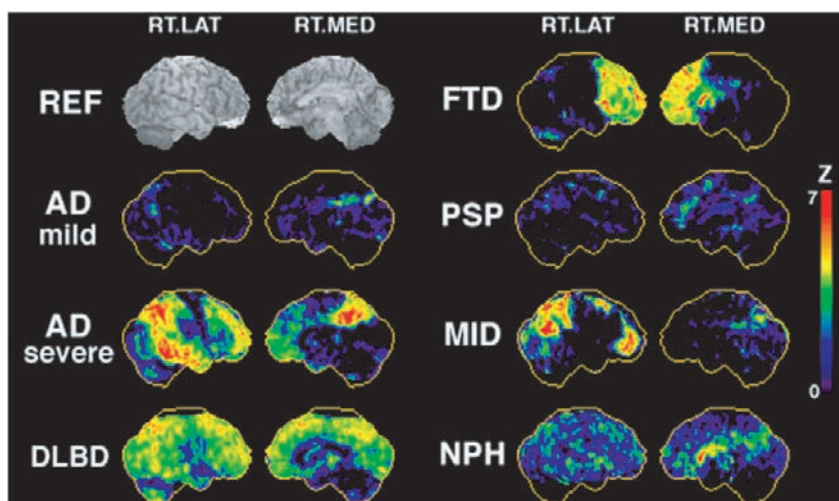 RT.LAT RT.MED RT.LAT RT.MED
REF
FTD
AD
mild
PSP
Z
7
0
AD
severe
MID
DLBD
NPH